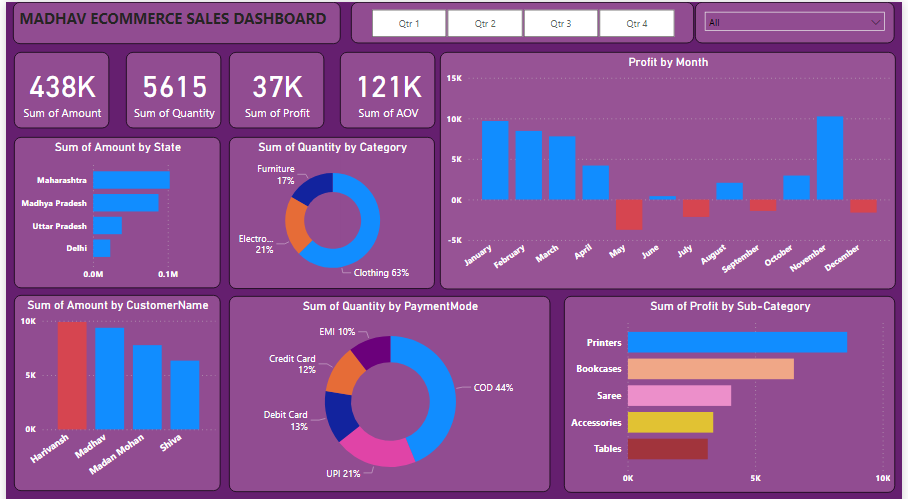 MADHAV ECOMMERCE SALES DASHBOARD
Qtr 1
Qtr 2
Qtr 3
Qtr 4
All
438K
Sum of Amount
5615
Sum of Quantity
37K
Sum of Profit
121K
Sum of AOV
Profit by Month
15K
10K
5K
0K
-5K
January
February
March
April
May
June
July
August
September
October
November
December
Sum of Amount by State
Maharashtra
Madhya Pradesh
Uttar Pradesh
Delhi
0.0M
0.1M
Sum of Quantity by Category
Furniture
17%
Electro...
21%
Clothing 63%
Sum of Amount by CustomerName
10K
5K
0K
Harivansh
Madhav
Madan Mohan
Shiva
Sum of Quantity by PaymentMode
EMI 10%
Credit Card
12%
Debit Card
13%
UPI 21%
COD 44%
Sum of Profit by Sub-Category
Printers
Bookcases
Saree
Accessories
Tables
0K
5K
10K